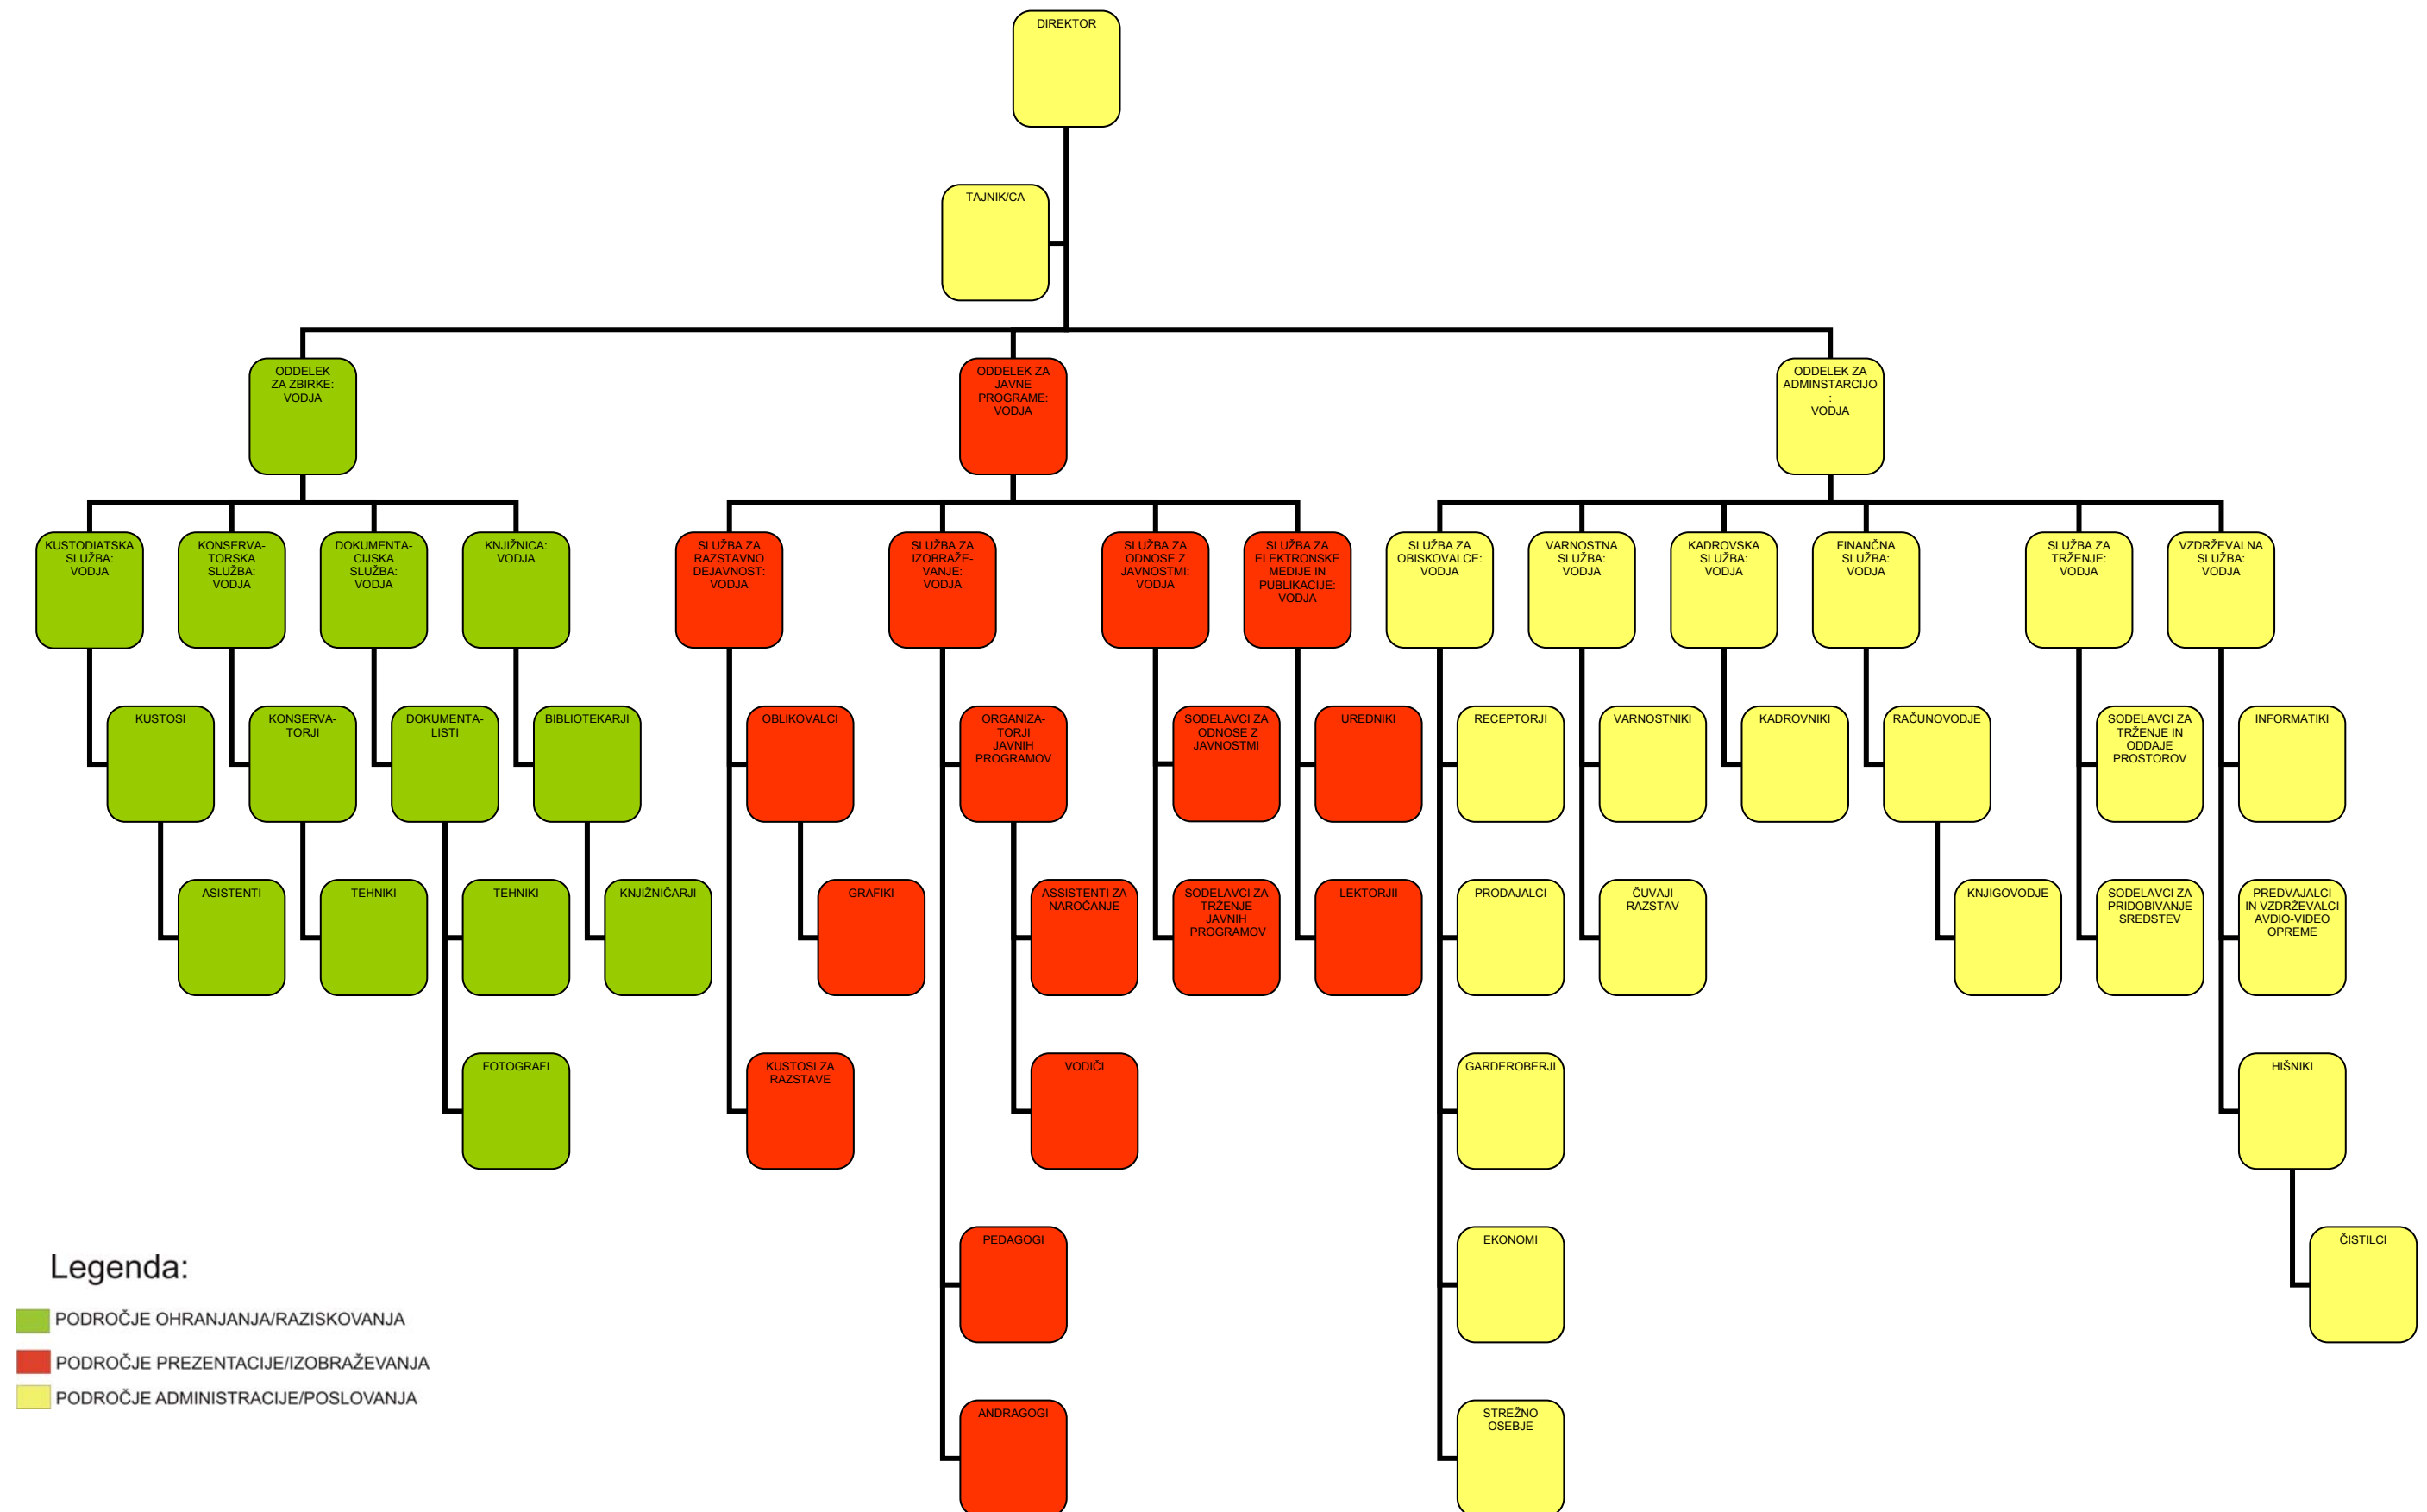 DIREKTOR
TAJNIK/CA
ODDELEK
ZA ZBIRKE:
VODJA
ODDELEK ZA
JAVNE
PROGRAME:
VODJA
ODDELEK ZA
ADMINSTARCIJO
:
VODJA
KUSTODIATSKA
SLUŽBA:
VODJA
KONSERVA-
TORSKA
SLUŽBA:
VODJA
DOKUMENTA-
CIJSKA
SLUŽBA:
VODJA
KNJIŽNICA:
VODJA
SLUŽBA ZA
RAZSTAVNO
DEJAVNOST:
VODJA
SLUŽBA ZA
IZOBRAŽE-
VANJE:
VODJA
SLUŽBA ZA
ODNOSE Z
JAVNOSTMI:
VODJA
SLUŽBA ZA
ELEKTRONSKE
MEDIJE IN
PUBLIKACIJE:
VODJA
SLUŽBA ZA
OBISKOVALCE:
VODJA
VARNOSTNA
SLUŽBA:
VODJA
KADROVSKA
SLUŽBA:
VODJA
FINANČNA
SLUŽBA:
VODJA
SLUŽBA ZA
TRŽENJE:
VODJA
VZDRŽEVALNA
SLUŽBA:
VODJA
KUSTOSI
KONSERVA-
TORJI
DOKUMENTA-
LISTI
BIBLIOTEKARJI
OBLIKOVALCI
ORGANIZA-
TORJI
JAVNIH
PROGRAMOV
SODELAVCI ZA
ODNOSE Z
JAVNOSTMI
UREDNIKI
RECEPTORJI
VARNOSTNIKI
KADROVNIKI
RAČUNOVODJE
SODELAVCI ZA
TRŽENJE IN
ODDAJE
PROSTOROV
INFORMATIKI
ASISTENTI
TEHNIKI
TEHNIKI
KNJIŽNIČARJI
GRAFIKI
ASSISTENTI ZA
NAROČANJE
SODELAVCI ZA
TRŽENJE
JAVNIH
PROGRAMOV
LEKTORJII
PRODAJALCI
ČUVAJI
RAZSTAV
KNJIGOVODJE
SODELAVCI ZA
PRIDOBIVANJE
SREDSTEV
PREDVAJALCI
IN VZDRŽEVALCI
AVDIO-VIDEO
OPREME
FOTOGRAFI
KUSTOSI ZA
RAZSTAVE
VODIČI
GARDEROBERJI
HIŠNIKI
PEDAGOGI
EKONOMI
ČISTILCI
ANDRAGOGI
STREŽNO
OSEBJE
Legenda:
PODROČJE OHRANJANJA/RAZISKOVANJA
PODROČJE PREZENTACIJE/IZOBRAŽEVANJA
PODROČJE ADMINISTRACIJE/POSLOVANJA